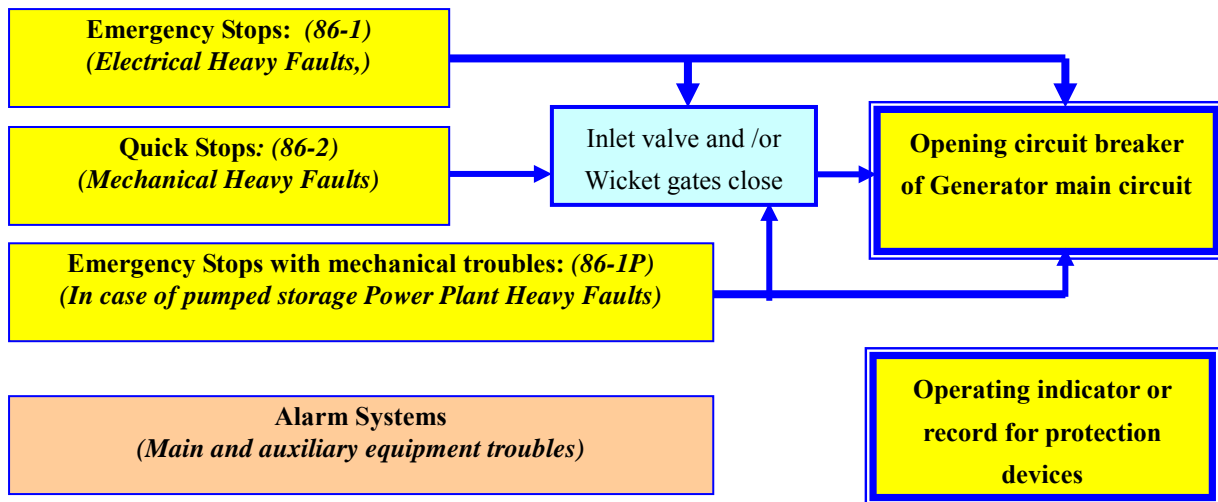 Emergency Stops: (86-1)
(Electrical Heavy Faults,)
Quick Stops: (86-2)
(Mechanical Heavy Faults)
Inlet valve and /or
Wicket gates close
Opening circuit breaker
of Generator main circuit
Emergency Stops with mechanical troubles: (86-1P)
(In case of pumped storage Power Plant Heavy Faults)
Alarm Systems
(Main and auxiliary equipment troubles)
Operating indicator or
record for protection
devices